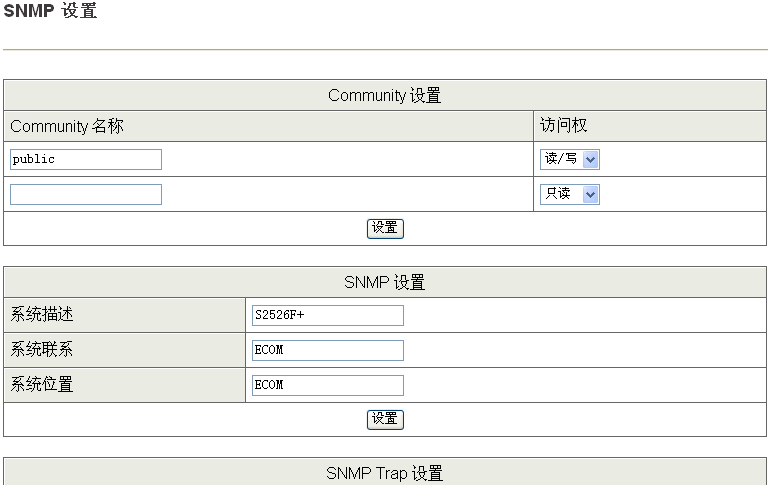 SNMP 设置
Community 设置
Community 名称 访问权
public 读/写
只读
设置
SNMP 设置
系统描述 S2526F+
系统联系 ECOM
系统位置 ECOM
设置
SNMP Trap 设置